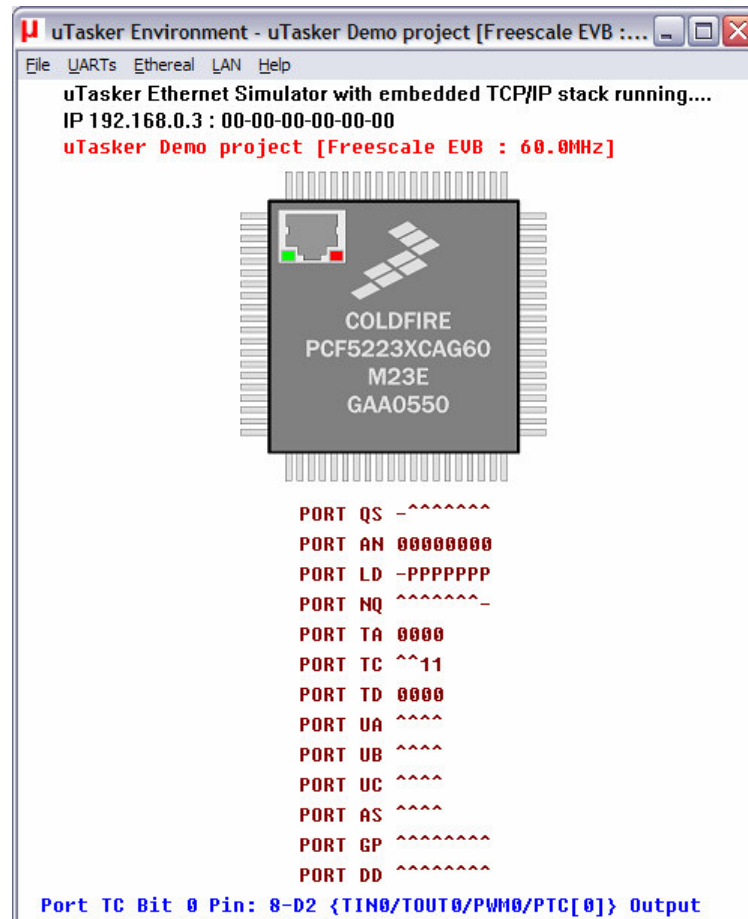 µ uTasker Environment - uTasker Demo project [Freescale EVB :...
File UARTs Ethereal LAN Help
uTasker Ethernet Simulator with embedded TCP/IP stack running....
IP 192.168.0.3 : 00-00-00-00-00-00
uTasker Demo project [Freescale EVB : 60.0MHz]
COLDFIRE
PCF5223XCAG60
M23E
GAA0550
PORT QS -^^^^^^^
PORT AN 00000000
PORT LD -PPPPPPP
PORT NQ ^^^^^^^-
PORT TA 0000
PORT TC ^^11
PORT TD 0000
PORT UA ^^^^
PORT UB ^^^^
PORT UC ^^^^
PORT AS ^^^^
PORT GP ^^^^^^^^
PORT DD ^^^^^^^^
Port TC Bit 0 Pin: 8-D2 {TIN0/TOUT0/PWM0/PTC[0]} Output